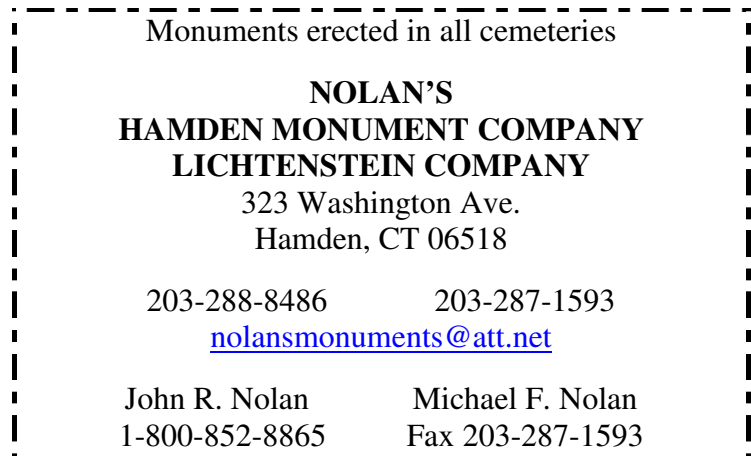 Monuments erected in all cemeteries
NOLAN’S
HAMDEN MONUMENT COMPANY
LICHTENSTEIN COMPANY
323 Washington Ave.
Hamden, CT 06518
203-288-8486 203-287-1593
nolansmonuments@att.net
John R. Nolan Michael F. Nolan
1-800-852-8865 Fax 203-287-1593